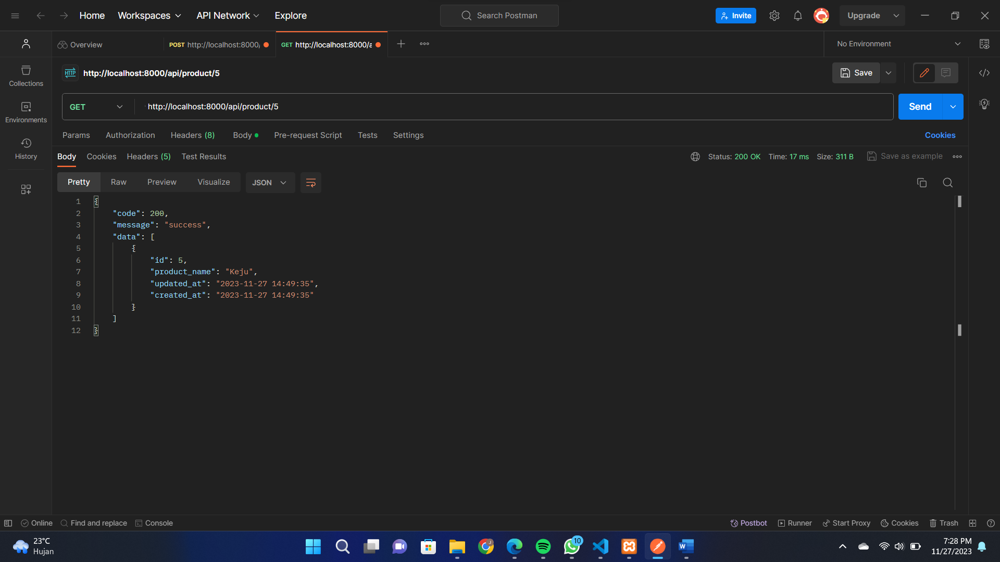 Home Workspaces API Network Explore Search Postman Invite Upgrade
Overview POST http://localhost:8000/ GET http://localhost:8000/a No Environment
HTTP http://localhost:8000/api/product/5 Save
Collections
GET http://localhost:8000/api/product/5 Send
Environments
Params Authorization Headers (8) Body Pre-request Script Tests Settings Cookies
History
Body Cookies Headers (5) Test Results Status: 200 OK Time: 17 ms Size: 311 B Save as example
Pretty Raw Preview Visualize JSON
1 {
2 "code": 200,
3 "message": "success",
4 "data": [
5 {
6 "id": 5,
7 "product_name": "Keju",
8 "updated_at": "2023-11-27 14:49:35",
9 "created_at": "2023-11-27 14:49:35"
10 }
11 ]
12 }
Online Find and replace Console Postbot Runner Start Proxy Cookies Trash
23°C
Hujan
J
10
W
7:28 PM
11/27/2023